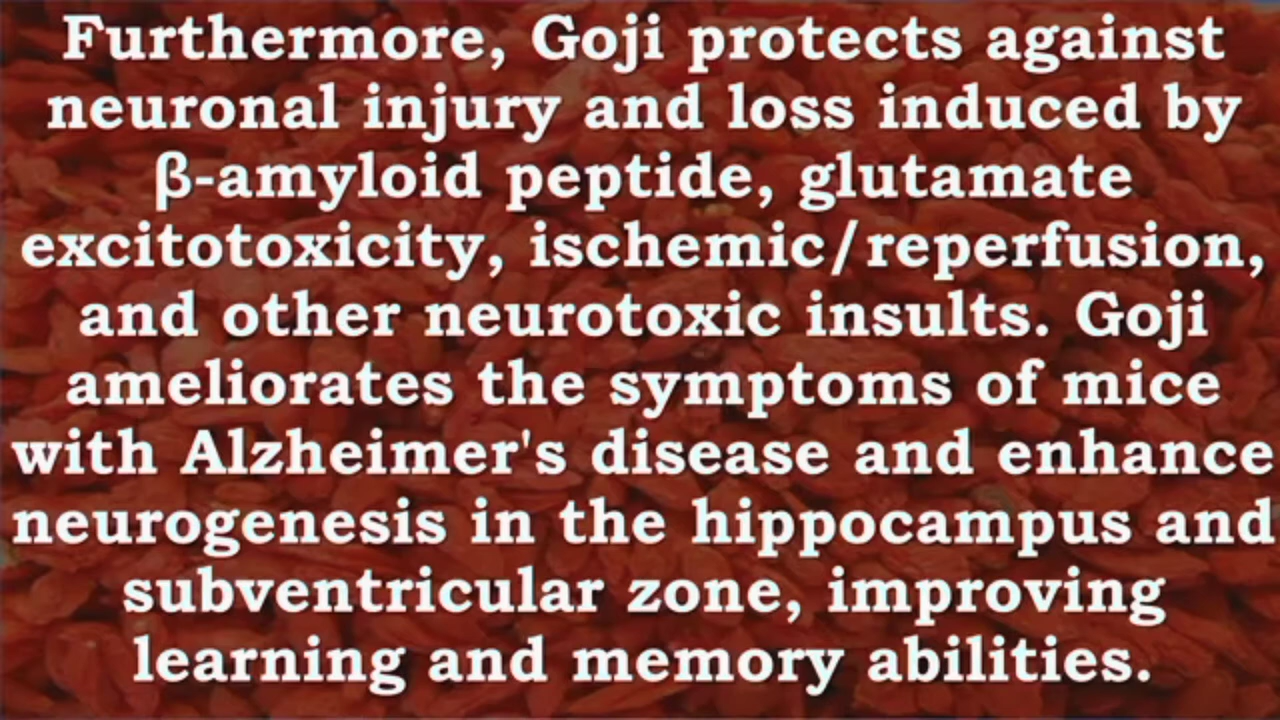 Furthermore, Goji protects against
neuronal injury and loss induced by
β-amyloid peptide, glutamate
excitotoxicity, ischemic/reperfusion,
and other neurotoxic insults. Goji
ameliorates the symptoms of mice
with Alzheimer's disease and enhance
neurogenesis in the hippocampus and
subventricular zone, improving
learning and memory abilities.